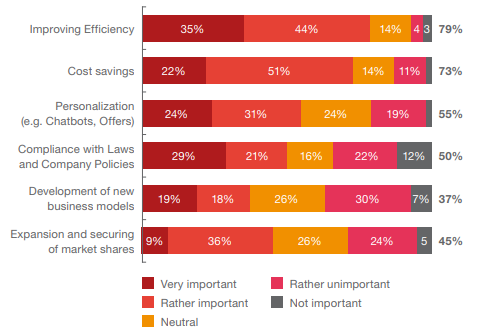 Improving Efficiency 35% 44% 14% 4 3 79%
Cost savings 22% 51% 14% 11% 73%
Personalization
(e.g. Chatbots, Offers) 24% 31% 24% 19% 55%
Compliance with Laws
and Company Policies 29% 21% 16% 22% 12% 50%
Development of new
business models 19% 18% 26% 30% 7% 37%
Expansion and securing
of market shares 9% 36% 26% 24% 5 45%
Very important
Rather important
Neutral
Rather unimportant
Not important